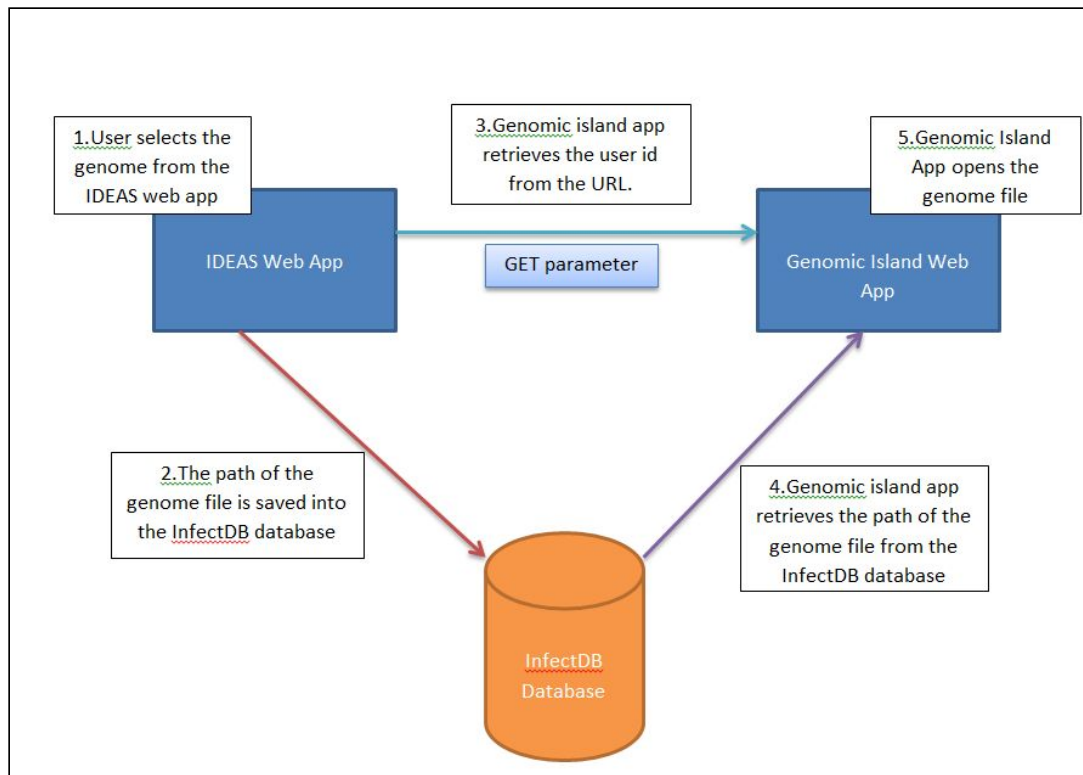 1.User selects the
genome from the
IDEAS web app
IDEAS Web App
3.Genomic island app
retrieves the user id
from the URL.
GET parameter
5.Genomic Island
App opens the
genome file
Genomic Island Web
App
2.The path of the
genome file is saved into
the InfectDB database
4.Genomic island app
retrieves the path of the
genome file from the
InfectDB database
InfectDB
Database